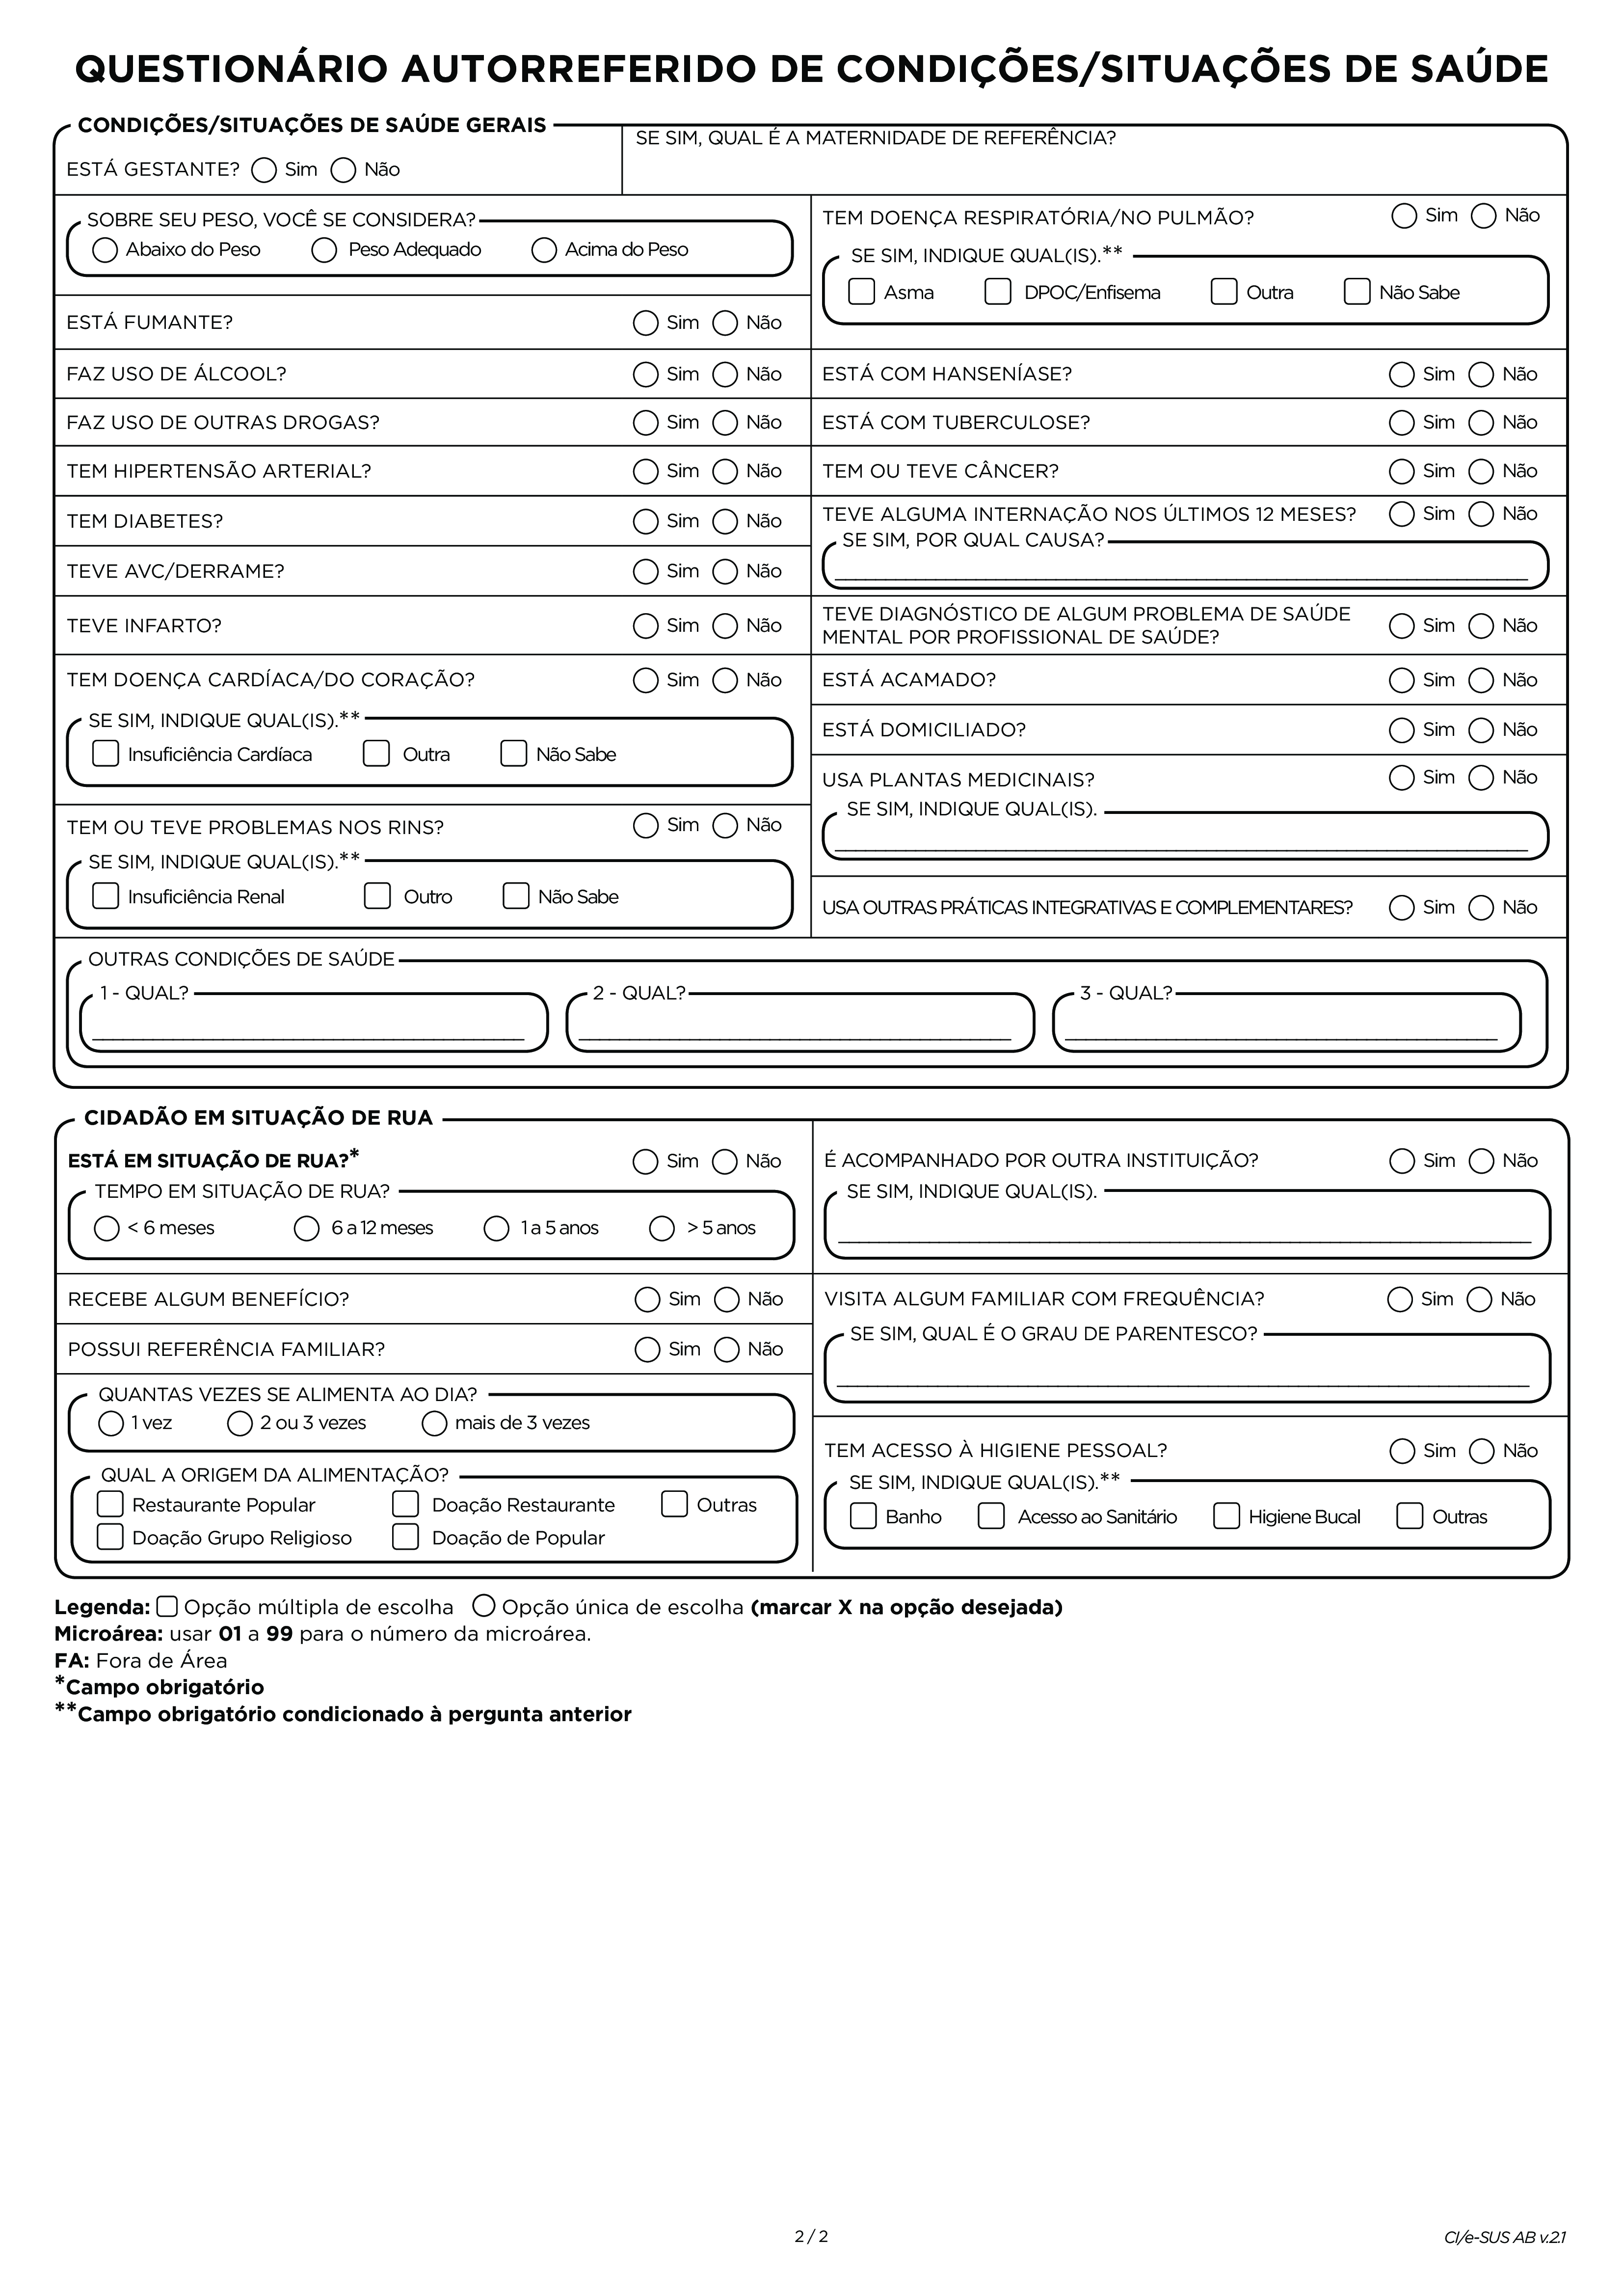 QUESTIONÁRIO AUTORREFERIDO DE CONDIÇÕES/SITUAÇÕES DE SAÚDE
CONDIÇÕES/SITUAÇÕES DE SAÚDE GERAIS
ESTÁ GESTANTE? Sim Não
SE SIM, QUAL É A MATERNIDADE DE REFERÊNCIA?
SOBRE SEU PESO, VOCÊ SE CONSIDERA?
Abaixo do Peso Peso Adequado Acima do Peso
ESTÁ FUMANTE? Sim Não
FAZ USO DE ÁLCOOL? Sim Não
FAZ USO DE OUTRAS DROGAS? Sim Não
TEM HIPERTENSÃO ARTERIAL? Sim Não
TEM DIABETES? Sim Não
TEVE AVC/DERRAME? Sim Não
TEVE INFARTO? Sim Não
TEM DOENÇA CARDÍACA/DO CORAÇÃO? Sim Não
SE SIM, INDIQUE QUAL(IS).**
Insuficiência Cardíaca Outra Não Sabe
TEM OU TEVE PROBLEMAS NOS RINS? Sim Não
SE SIM, INDIQUE QUAL(IS).**
Insuficiência Renal Outro Não Sabe
TEM DOENÇA RESPIRATÓRIA/NO PULMÃO? Sim Não
SE SIM, INDIQUE QUAL(IS).**
Asma DPOC/Enfisema Outra Não Sabe
ESTÁ COM HANSENÍASE? Sim Não
ESTÁ COM TUBERCULOSE? Sim Não
TEM OU TEVE CÂNCER? Sim Não
TEVE ALGUMA INTERNAÇÃO NOS ÚLTIMOS 12 MESES? Sim Não
SE SIM, POR QUAL CAUSA?
TEVE DIAGNÓSTICO DE ALGUM PROBLEMA DE SAÚDE
MENTAL POR PROFISSIONAL DE SAÚDE? Sim Não
ESTÁ ACAMADO? Sim Não
ESTÁ DOMICILIADO? Sim Não
USA PLANTAS MEDICINAIS? Sim Não
SE SIM, INDIQUE QUAL(IS).
USA OUTRAS PRÁTICAS INTEGRATIVAS E COMPLEMENTARES? Sim Não
OUTRAS CONDIÇÕES DE SAÚDE
1 - QUAL? 2 - QUAL? 3 - QUAL?
CIDADÃO EM SITUAÇÃO DE RUA
ESTÁ EM SITUAÇÃO DE RUA?* Sim Não
TEMPO EM SITUAÇÃO DE RUA?
< 6 meses 6 a 12 meses 1 a 5 anos > 5 anos
RECEBE ALGUM BENEFÍCIO? Sim Não
POSSUI REFERÊNCIA FAMILIAR? Sim Não
QUANTAS VEZES SE ALIMENTA AO DIA?
1 vez 2 ou 3 vezes mais de 3 vezes
QUAL A ORIGEM DA ALIMENTAÇÃO?
Restaurante Popular Doação Restaurante Outras
Doação Grupo Religioso Doação de Popular
É ACOMPANHADO POR OUTRA INSTITUIÇÃO? Sim Não
SE SIM, INDIQUE QUAL(IS).
VISITA ALGUM FAMILIAR COM FREQUÊNCIA? Sim Não
SE SIM, QUAL É O GRAU DE PARENTESCO?
TEM ACESSO À HIGIENE PESSOAL? Sim Não
SE SIM, INDIQUE QUAL(IS).**
Banho Acesso ao Sanitário Higiene Bucal Outras
Legenda: Opção múltipla de escolha Opção única de escolha (marcar X na opção desejada)
Microárea: usar 01 a 99 para o número da microárea.
FA: Fora de Área
*Campo obrigatório
**Campo obrigatório condicionado à pergunta anterior
2 / 2
CI/e-SUS AB v.2.1